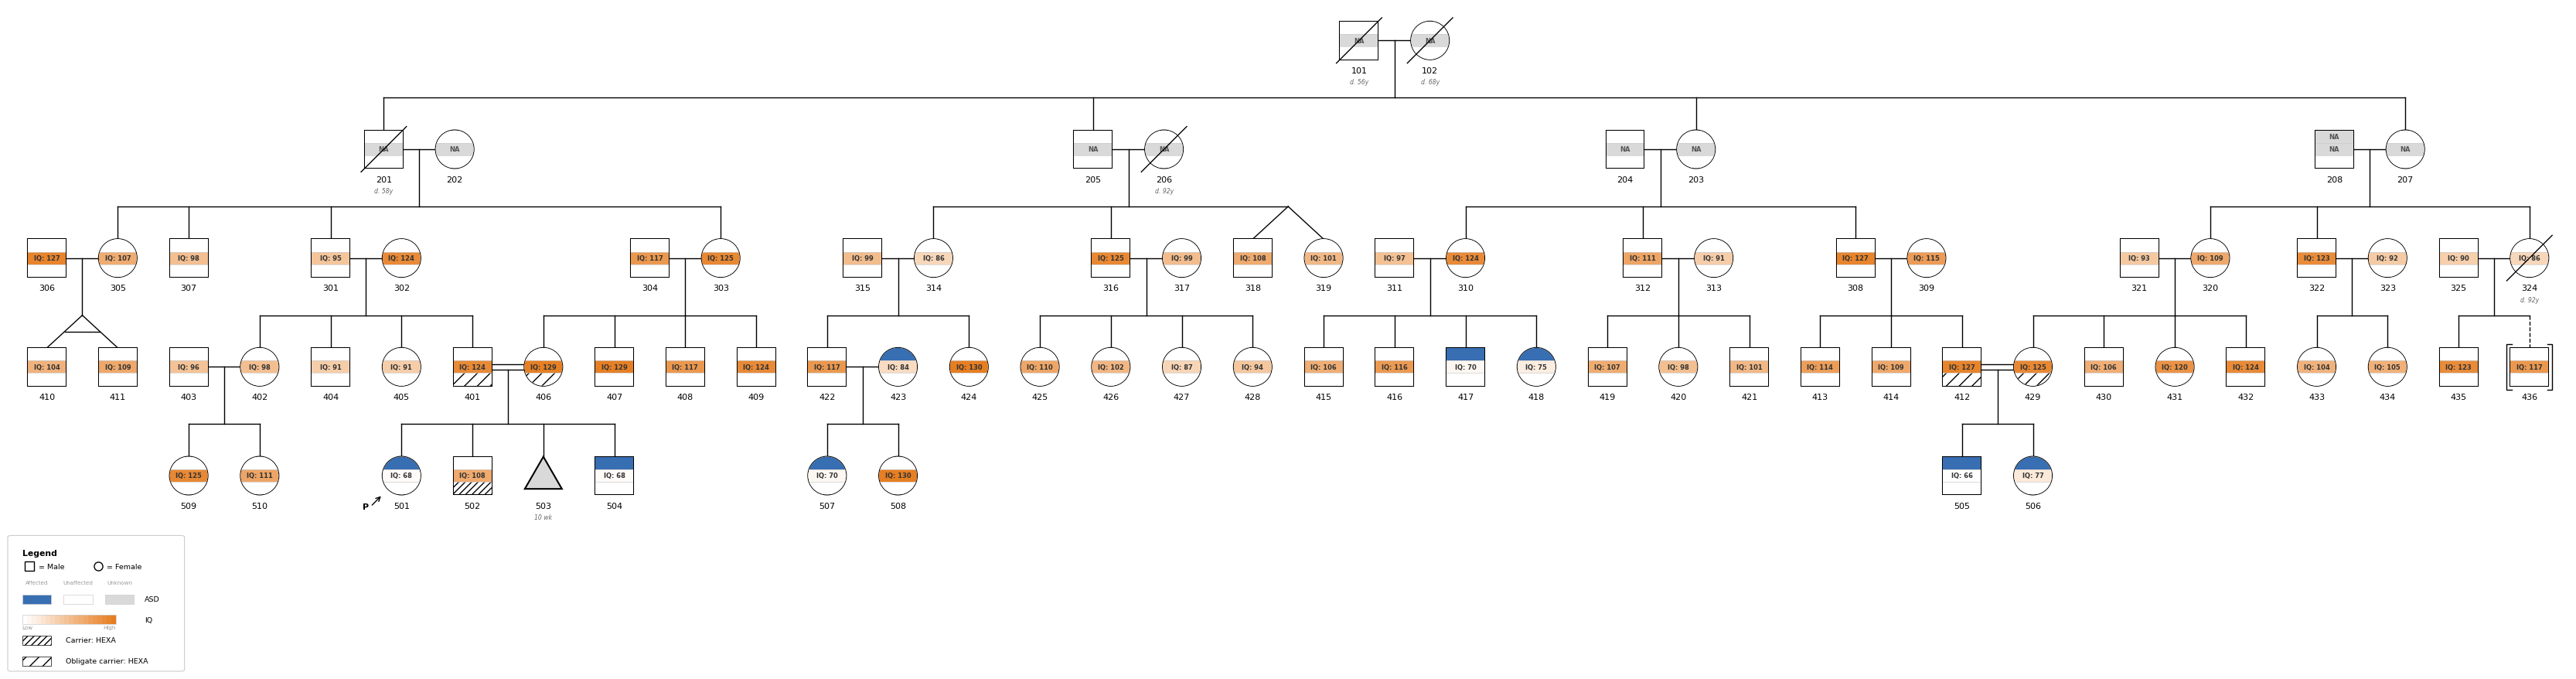 NA NA
101 102
d. 56y d. 68y
NA NA NA NA NA NA NA
NA
201 202 205 206 204 203 208 207
d. 58y d. 92y
IQ: 127 IQ: 107 IQ: 98 IQ: 95 IQ: 124 IQ: 117 IQ: 125 IQ: 99 IQ: 86 IQ: 125 IQ: 99 IQ: 108 IQ: 101 IQ: 97 IQ: 124 IQ: 111 IQ: 91 IQ: 127 IQ: 115 IQ: 93 IQ: 109 IQ: 123 IQ: 92 IQ: 90 IQ: 86
306 305 307 301 302 304 303 315 314 316 317 318 319 311 310 312 313 308 309 321 320 322 323 325 324
d. 92y
IQ: 104 IQ: 109 IQ: 96 IQ: 98 IQ: 91 IQ: 91 IQ: 124 IQ: 129 IQ: 129 IQ: 117 IQ: 124 IQ: 117 IQ: 84 IQ: 130 IQ: 110 IQ: 102 IQ: 87 IQ: 94 IQ: 106 IQ: 116 IQ: 70 IQ: 75 IQ: 107 IQ: 98 IQ: 101 IQ: 114 IQ: 109 IQ: 127 IQ: 125 IQ: 106 IQ: 120 IQ: 124 IQ: 104 IQ: 105 IQ: 123 IQ: 117
410 411 403 402 404 405 401 406 407 408 409 422 423 424 425 426 427 428 415 416 417 418 419 420 421 413 414 412 429 430 431 432 433 434 435 436
IQ: 125 IQ: 111 IQ: 68 IQ: 108 IQ: 68 IQ: 70 IQ: 130 IQ: 66 IQ: 77
509 510 P 501 502 503 504 507 508 505 506
10 wk
Legend
= Male = Female
Affected Unaffected Unknown
ASD
IQ
Low High
Carrier: HEXA
Obligate carrier: HEXA